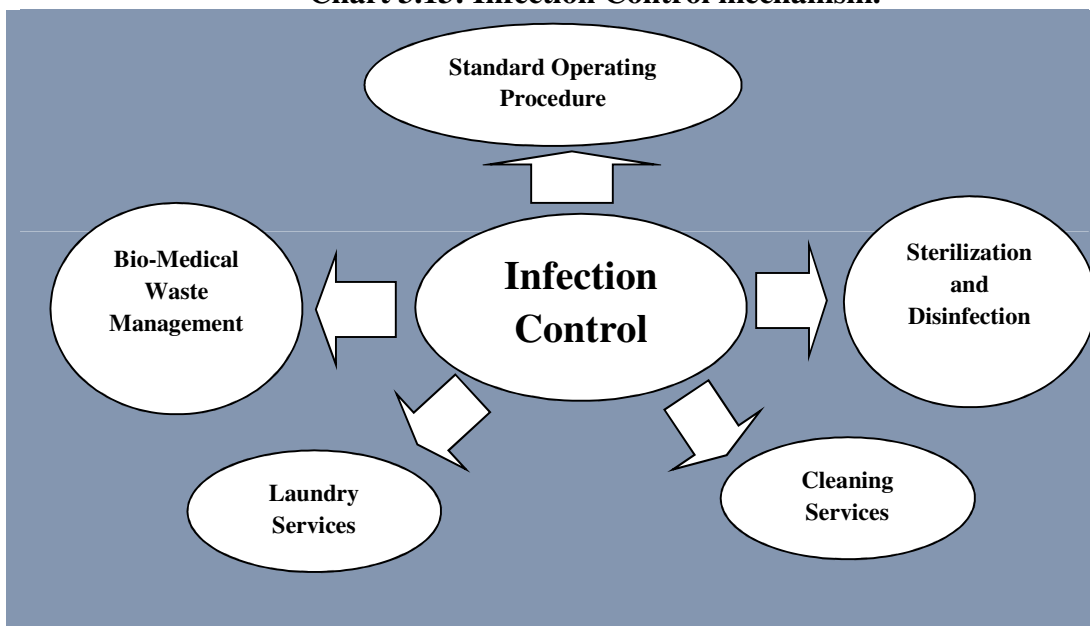 Chart 3.13: Infection Control mechanism.
Standard Operating
Procedure
Bio-Medical
Waste
Management
Infection
Control
Sterilization
and
Disinfection
Laundry
Services
Cleaning
Services